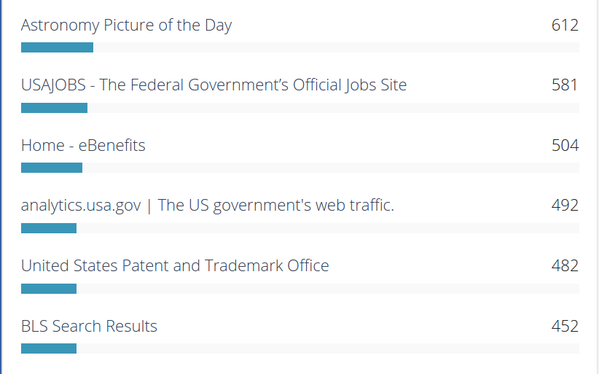 Astronomy Picture of the Day 612
USAJOBS - The Federal Government’s Official Jobs Site 581
Home - eBenefits 504
analytics.usa.gov | The US government's web traffic. 492
United States Patent and Trademark Office 482
BLS Search Results 452